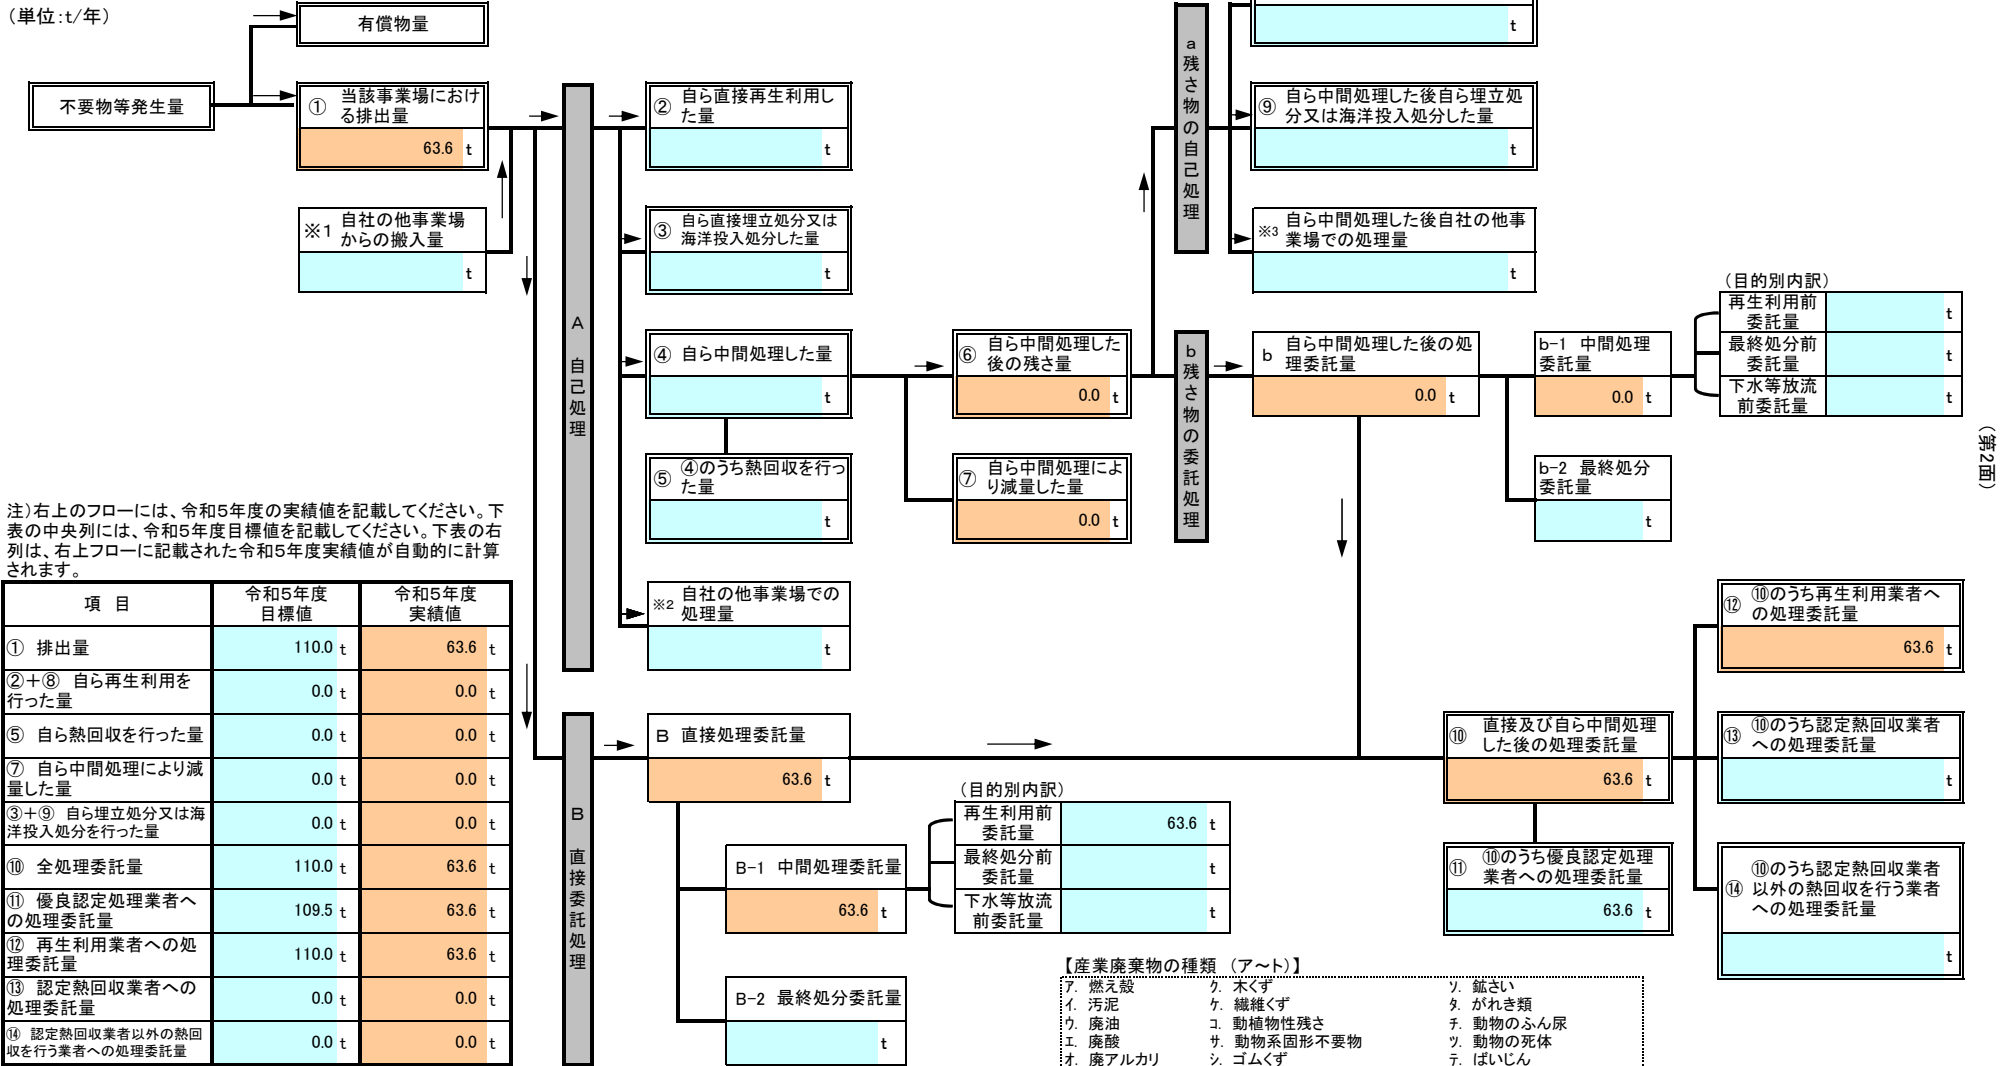 （単位:t/年）
有償物量
不要物等発生量
① 当該事業場におけ
る排出量
63.6 t
※1 自社の他事業場
からの搬入量
t
A 自己処理
② 自ら直接再生利用し
た量
t
③ 自ら直接埋立処分又は
海洋投入処分した量
t
④ 自ら中間処理した量
t
⑤ ④のうち熱回収を行っ
た量
t
※2 自社の他事業場での
処理量
t
⑥ 自ら中間処理した
後の残さ量
0.0 t
⑦ 自ら中間処理によ
り減量した量
0.0 t
a 残さ物の自己処理
t
⑨ 自ら中間処理した後自ら埋立処
分又は海洋投入処分した量
t
※3 自ら中間処理した後自社の他事
業場での処理量
t
b 残さ物の委託処理
b 自ら中間処理した後の処
理委託量
0.0 t
b-1 中間処理
委託量
0.0 t
b-2 最終処分
委託量
t
（目的別内訳）
再生利用前
委託量
t
最終処分前
委託量
t
下水等放流
前委託量
t
（第2面）
注）右上のフローには、令和5年度の実績値を記載してください。下
表の中央列には、令和5年度目標値を記載してください。下表の右
列は、右上フローに記載された令和5年度実績値が自動的に計算
されます。
項 目 令和5年度 目標値 令和5年度 実績値
① 排出量 110.0 t 63.6 t
②＋⑧ 自ら再生利用を
行った量 0.0 t 0.0 t
⑤ 自ら熱回収を行った量 0.0 t 0.0 t
⑦ 自ら中間処理により減
量した量 0.0 t 0.0 t
③＋⑨ 自ら埋立処分又は海
洋投入処分を行った量 0.0 t 0.0 t
⑩ 全処理委託量 110.0 t 63.6 t
⑪ 優良認定処理業者へ
の処理委託量 109.5 t 63.6 t
⑫ 再生利用業者への処
理委託量 110.0 t 63.6 t
⑬ 認定熱回収業者への
処理委託量 0.0 t 0.0 t
⑭ 認定熱回収業者以外の熱回
収を行う業者への処理委託量 0.0 t 0.0 t
B 直接委託処理
B 直接処理委託量
63.6 t
B-1 中間処理委託量
63.6 t
B-2 最終処分委託量
t
（目的別内訳）
再生利用前
委託量
63.6 t
最終処分前
委託量
t
下水等放流
前委託量
t
⑩ 直接及び自ら中間処理
した後の処理委託量
63.6 t
⑪ ⑩のうち優良認定処理
業者への処理委託量
63.6 t
⑫ ⑩のうち再生利用業者へ
の処理委託量
63.6 t
⑬ ⑩のうち認定熱回収業者
への処理委託量
t
⑭ ⑩のうち認定熱回収業者
以外の熱回収を行う業者
への処理委託量
t
【産業廃棄物の種類 （ア～ト）】
ア. 燃え殻 ク. 木くず ソ. 鉱さい
イ. 汚泥 ケ. 繊維くず タ. がれき類
ウ. 廃油 コ. 動植物性残さ チ. 動物のふん尿
エ. 廃酸 サ. 動物系固形不要物 ツ. 動物の死体
オ. 廃アルカリ シ. ゴムくず テ. ばいじん